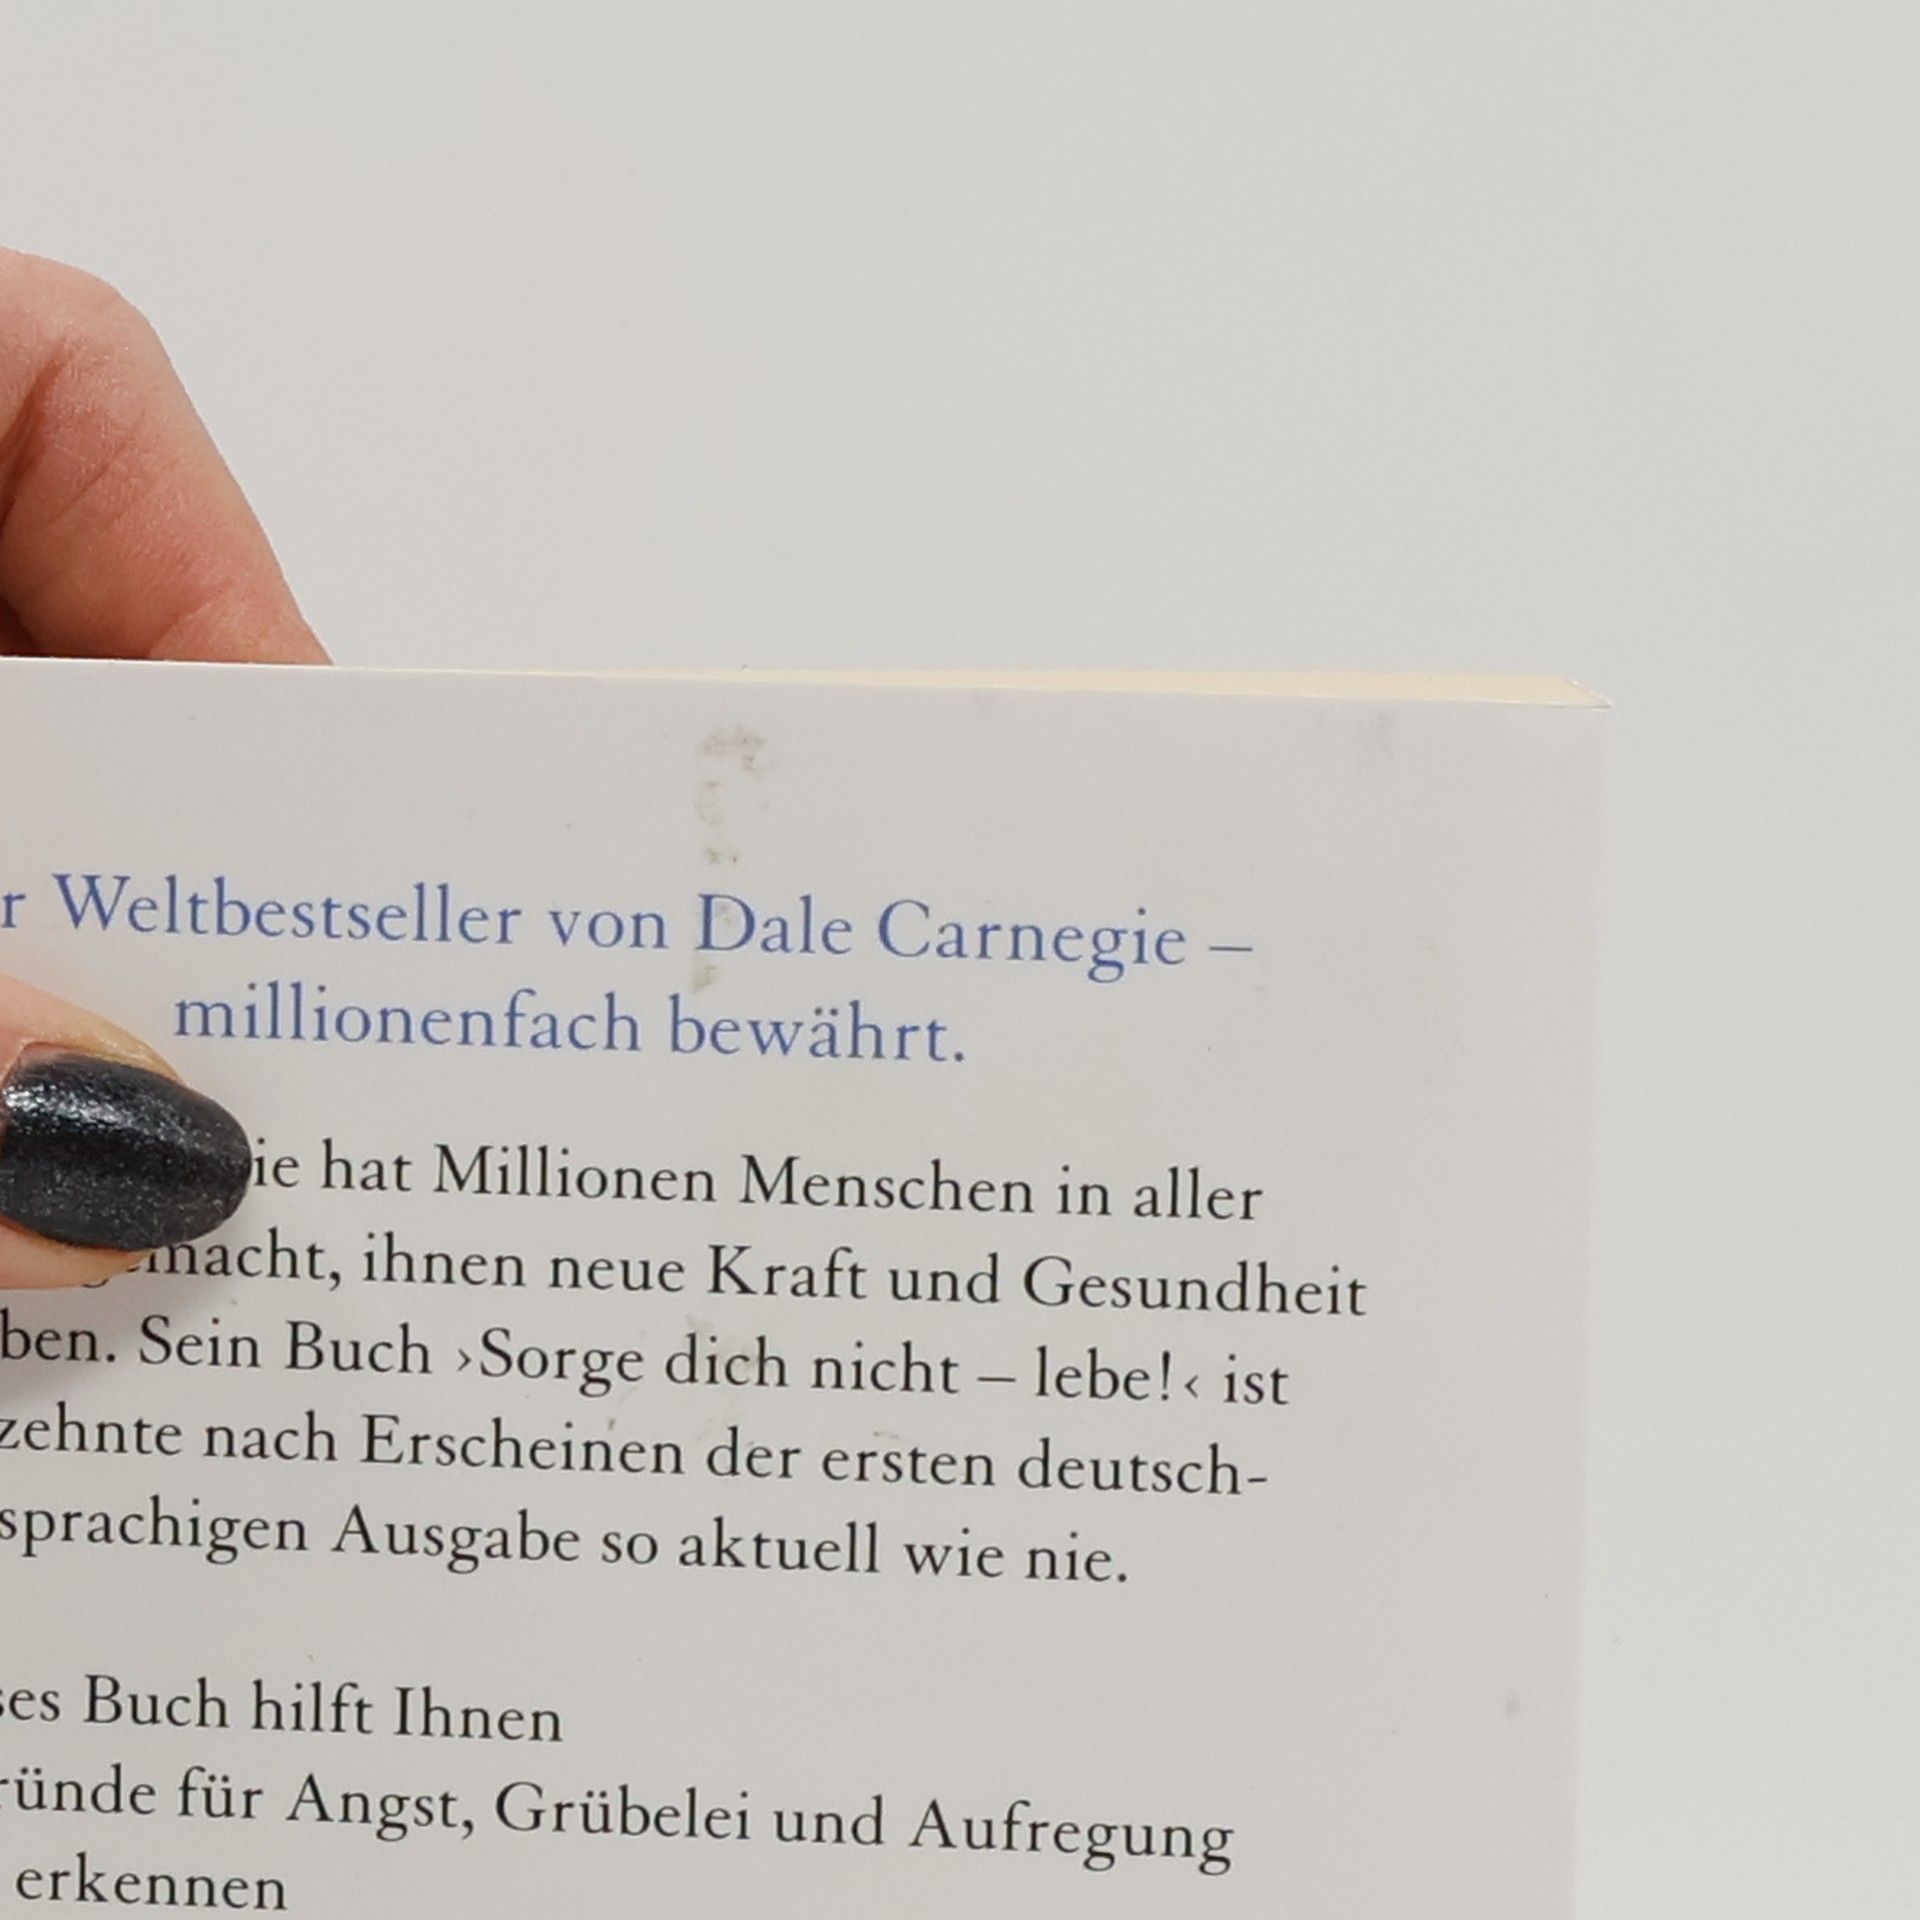 r Weltbestseller von Dale Carnegie –
millionenfach bewährt.
ie hat Millionen Menschen in aller
macht, ihnen neue Kraft und Gesundheit
ben. Sein Buch ›Sorge dich nicht – lebe!‹ ist
zehnte nach Erscheinen der ersten deutsch-
sprachigen Ausgabe so aktuell wie nie.
ses Buch hilft Ihnen
ründe für Angst, Grübelei und Aufregung
erkennen